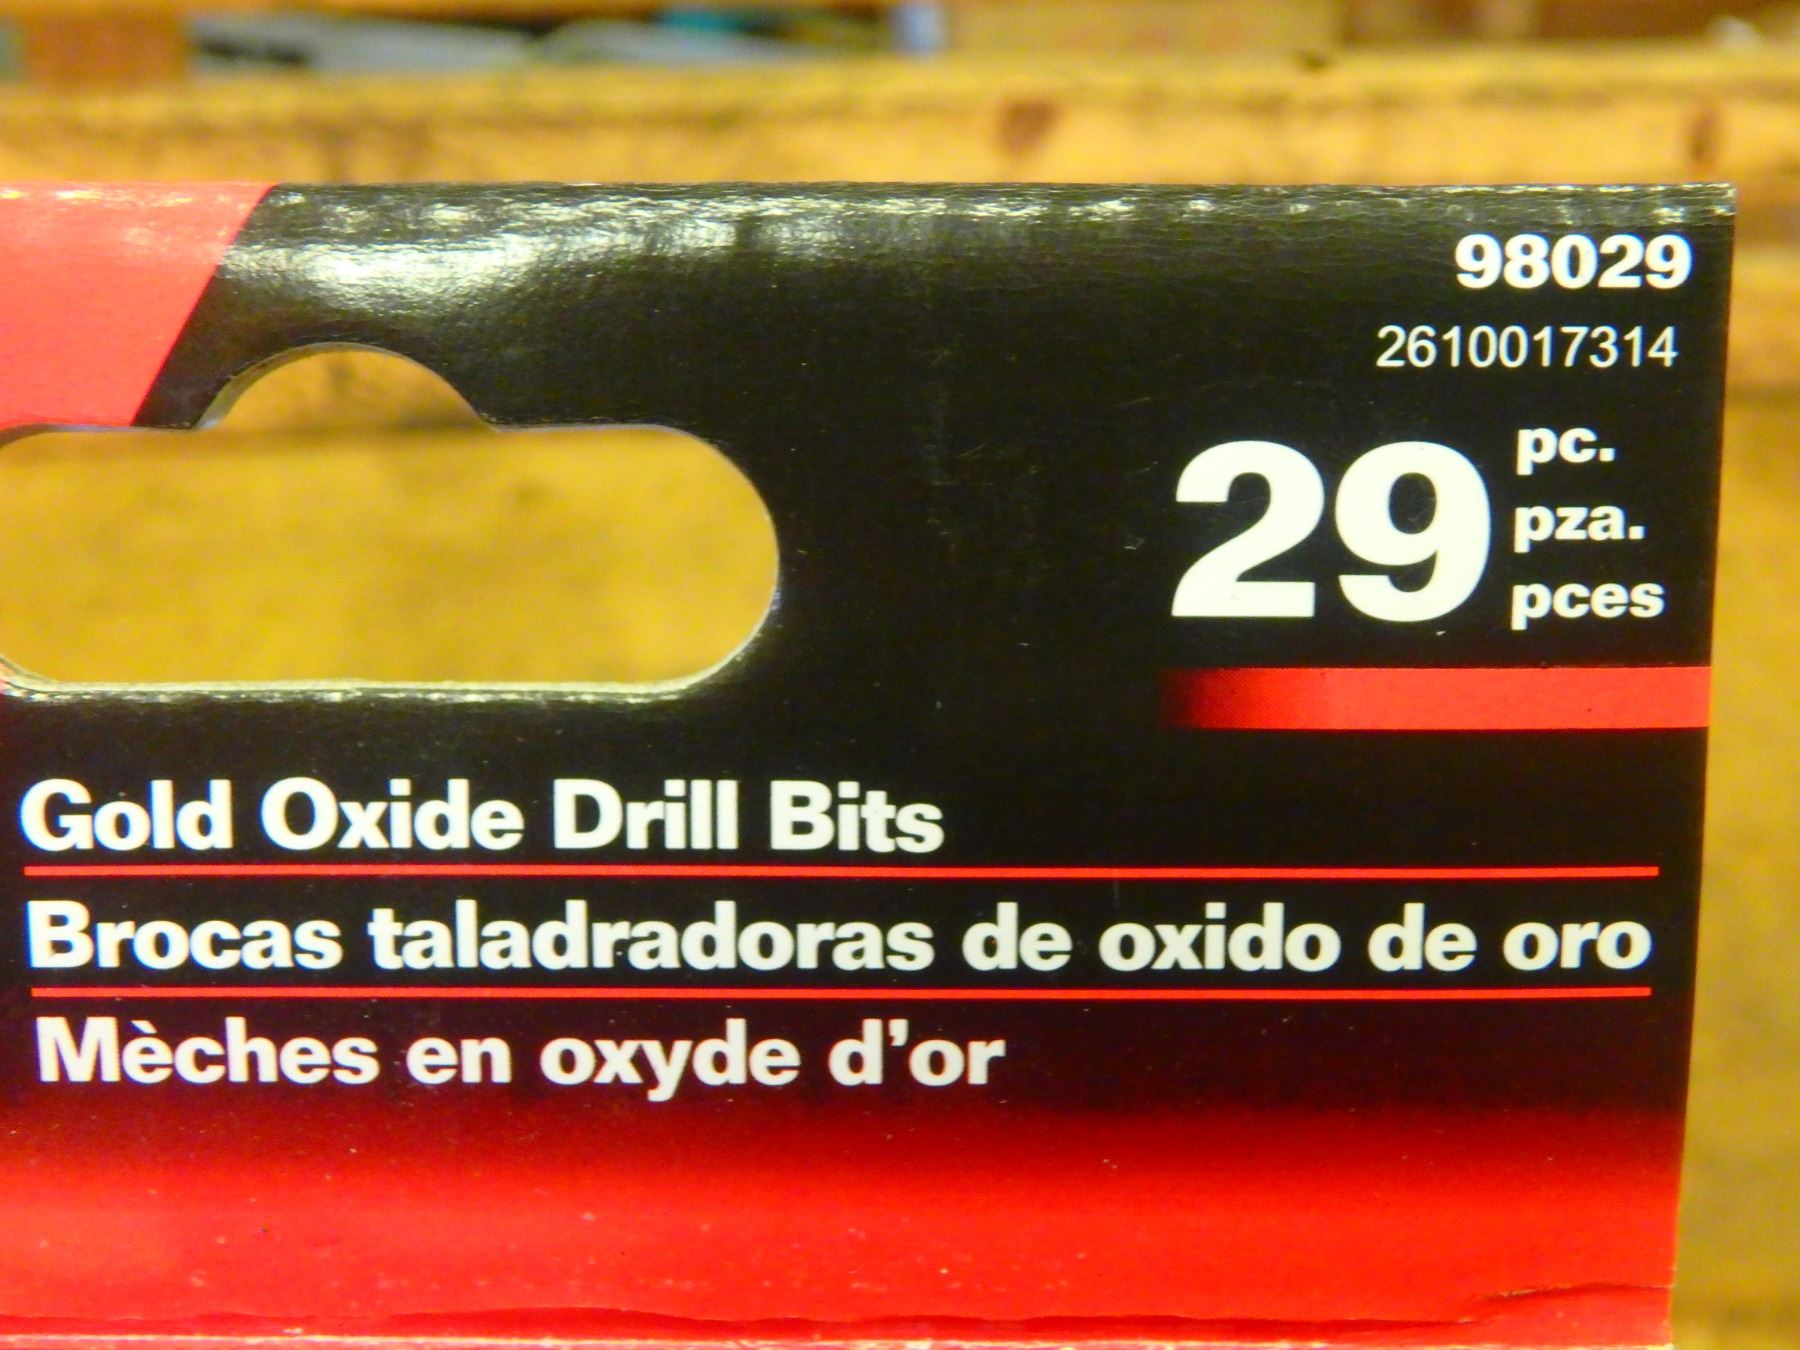 98029
2610017314
29 pc.
pza.
pces
Gold Oxide Drill Bits
Brocas taladradoras de oxido de oro
Mèches en oxyde d'or